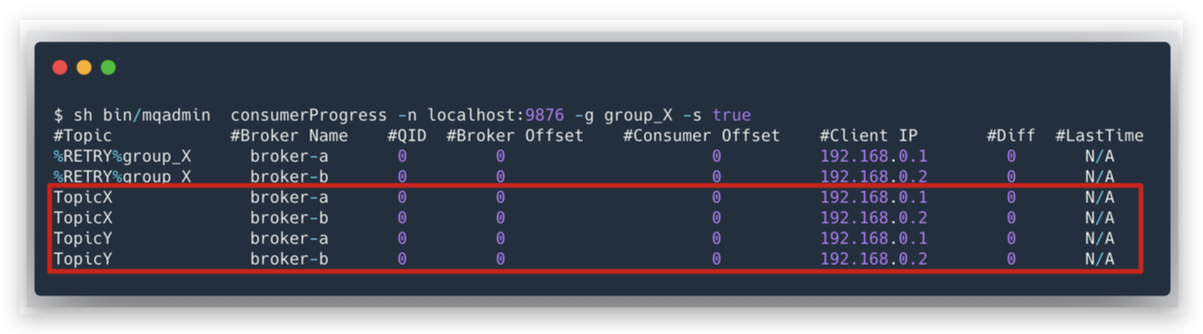 $ sh bin/mqadmin  consumerProgress -n localhost:9876 -g group_X -s true
#Topic #Broker Name #QID #Broker Offset #Consumer Offset #Client IP #Diff #LastTime
%RETRY%group_X broker-a 0 0 0 192.168.0.1 0 N/A
%RETRY%group_X broker-b 0 0 0 192.168.0.2 0 N/A
TopicX broker-a 0 0 0 192.168.0.1 0 N/A
TopicX broker-b 0 0 0 192.168.0.2 0 N/A
TopicY broker-a 0 0 0 192.168.0.1 0 N/A
TopicY broker-b 0 0 0 192.168.0.2 0 N/A